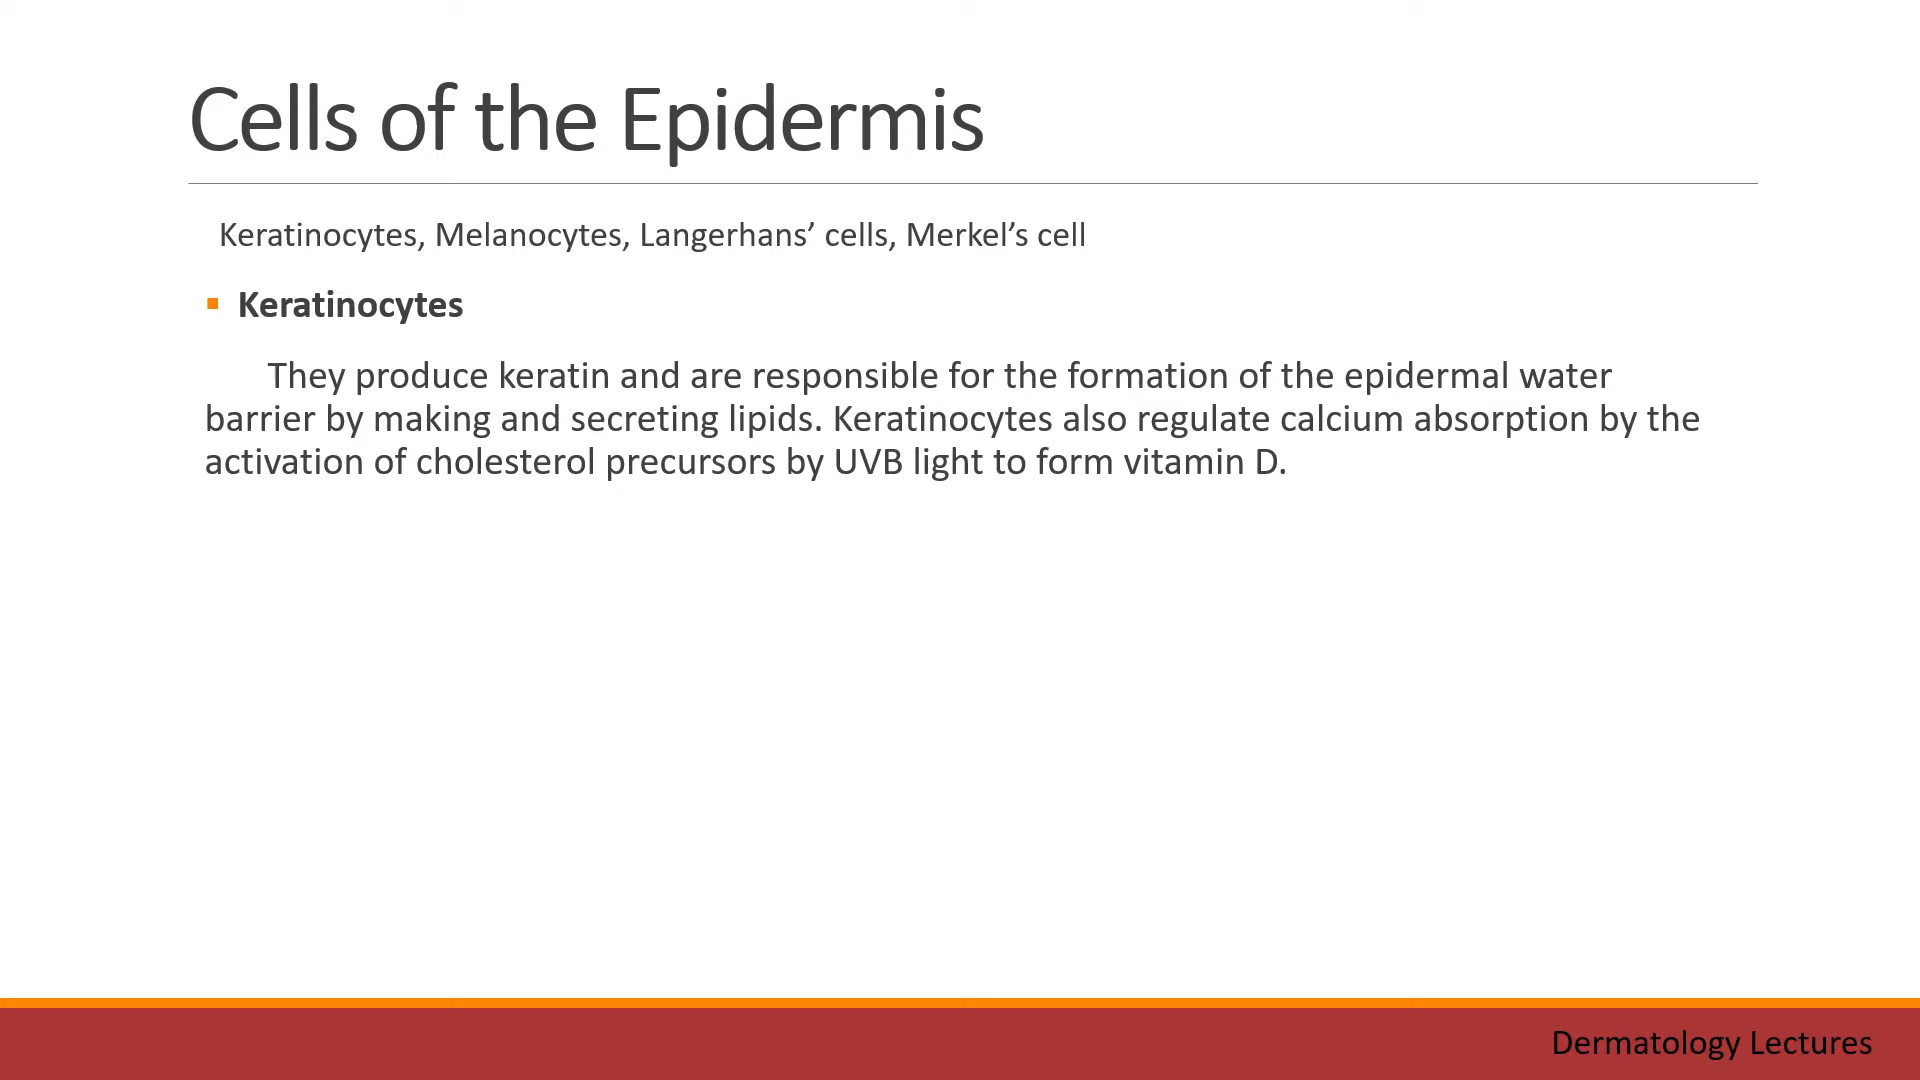 Cells of the Epidermis
Keratinocytes, Melanocytes, Langerhans’ cells, Merkel’s cell
▪ Keratinocytes
They produce keratin and are responsible for the formation of the epidermal water
barrier by making and secreting lipids. Keratinocytes also regulate calcium absorption by the
activation of cholesterol precursors by UVB light to form vitamin D.
Dermatology Lectures